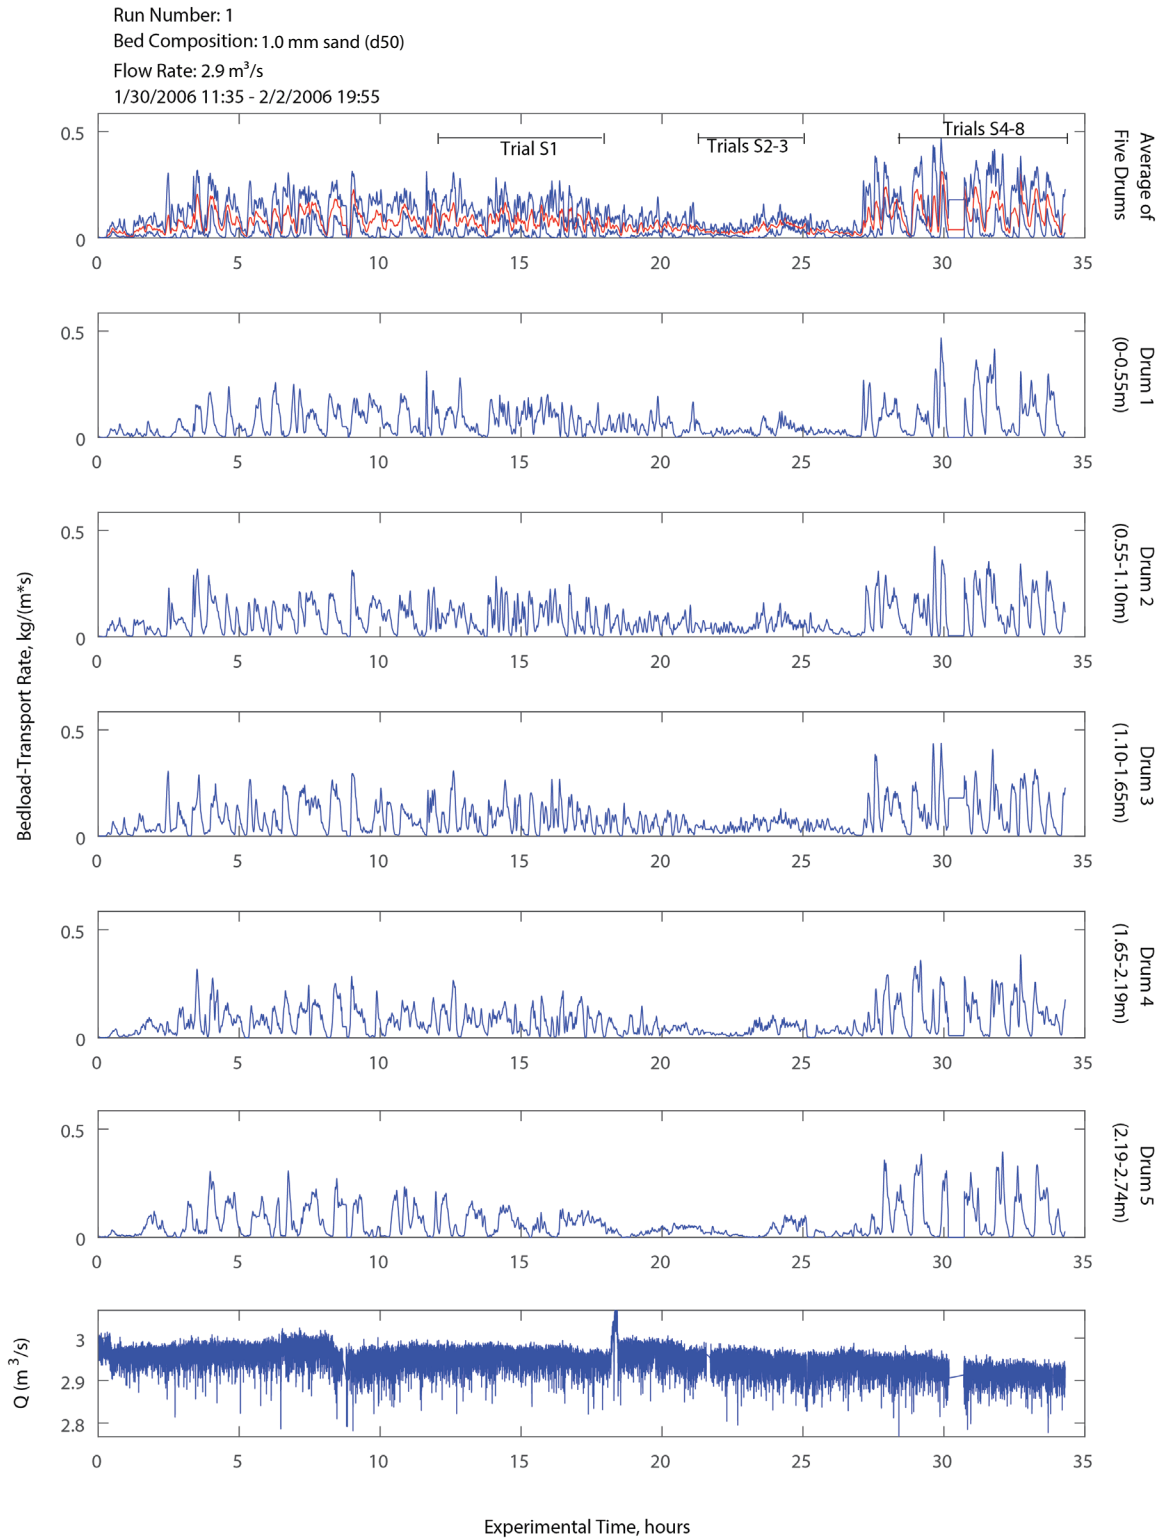 Run Number: 1
Bed Composition: 1.0 mm sand (d50)
Flow Rate: 2.9 m³/s
1/30/2006 11:35 - 2/2/2006 19:55
0.5
0
Trial S1
Trials S2-3
Trials S4-8
0 5 10 15 20 25 30 35
Average of
Five Drums
0.5
0
0 5 10 15 20 25 30 35
Drum 1
(0-0.55m)
0.5
0
0 5 10 15 20 25 30 35
Drum 2
(0.55-1.10m)
Bedload-Transport Rate, kg/(m*s)
0.5
0
0 5 10 15 20 25 30 35
Drum 3
(1.10-1.65m)
0.5
0
0 5 10 15 20 25 30 35
Drum 4
(1.65-2.19m)
0.5
0
0 5 10 15 20 25 30 35
Drum 5
(2.19-2.74m)
Q (m³/s)
3
2.9
2.8
0 5 10 15 20 25 30 35
Experimental Time, hours